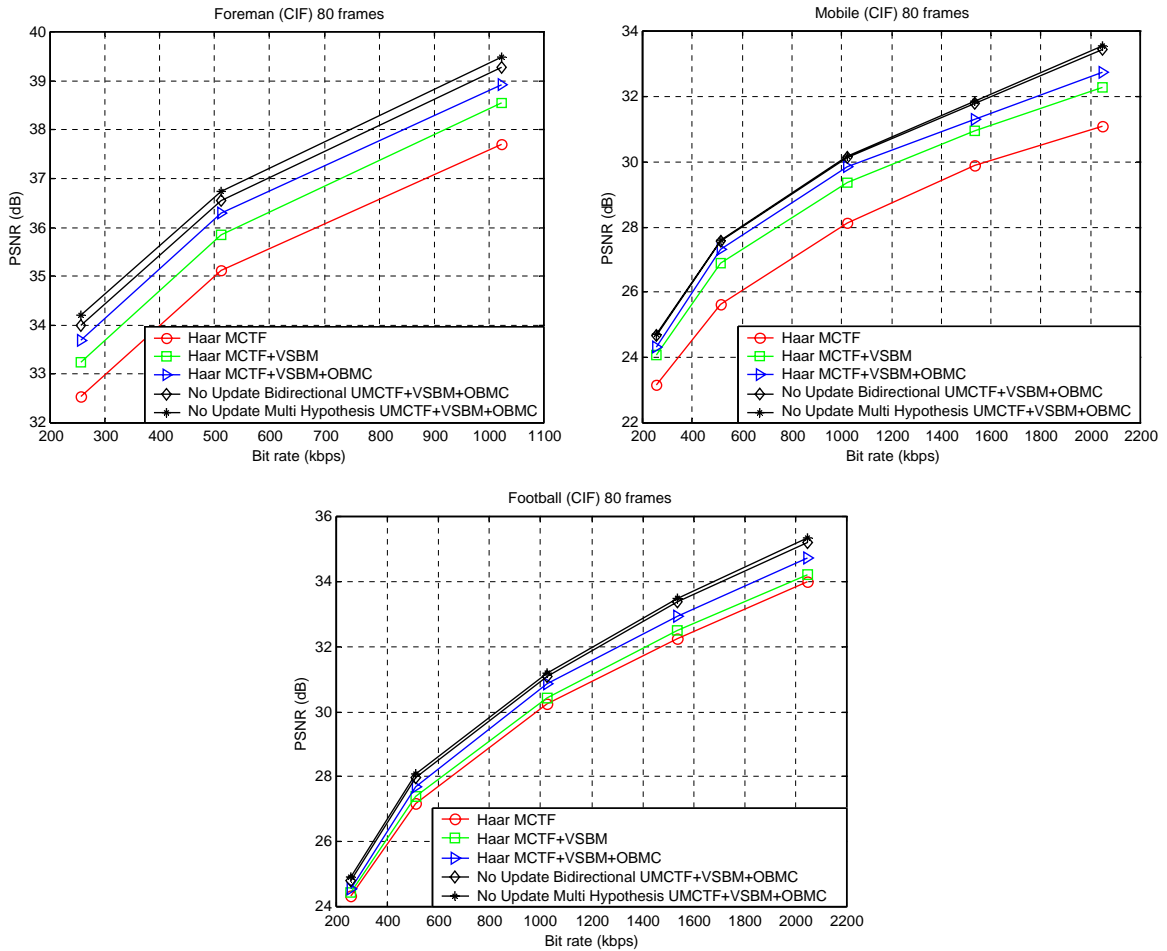 Foreman (CIF) 80 frames
40
39
38
37
36
35
34
33
32
PSNR (dB)
200 300 400 500 600 700 800 900 1000 1100
Bit rate (kbps)
Haar MCTF
Haar MCTF+VSBM
Haar MCTF+VSBM+OBMC
No Update Bidirectional UMCTF+VSBM+OBMC
No Update Multi Hypothesis UMCTF+VSBM+OBMC
Mobile (CIF) 80 frames
34
32
30
28
26
24
22
PSNR (dB)
200 400 600 800 1000 1200 1400 1600 1800 2000 2200
Bit rate (kbps)
Haar MCTF
Haar MCTF+VSBM
Haar MCTF+VSBM+OBMC
No Update Bidirectional UMCTF+VSBM+OBMC
No Update Multi Hypothesis UMCTF+VSBM+OBMC
Football (CIF) 80 frames
36
34
32
30
28
26
24
PSNR (dB)
200 400 600 800 1000 1200 1400 1600 1800 2000 2200
Bit rate (kbps)
Haar MCTF
Haar MCTF+VSBM
Haar MCTF+VSBM+OBMC
No Update Bidirectional UMCTF+VSBM+OBMC
No Update Multi Hypothesis UMCTF+VSBM+OBMC